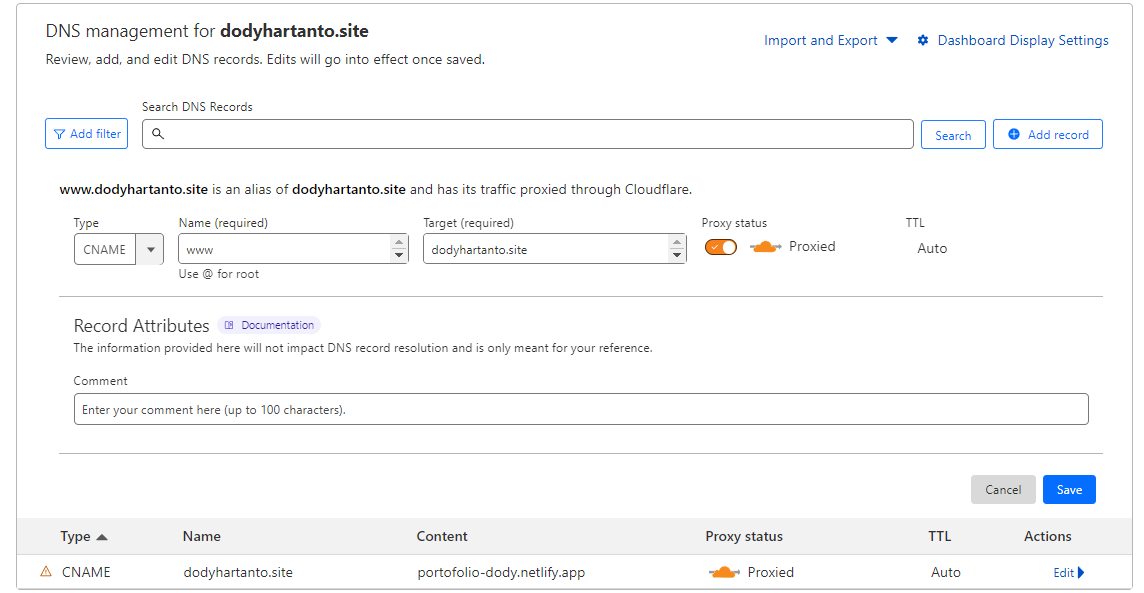 DNS management for dodyhartanto.site
Import and Export
Dashboard Display Settings
Review, add, and edit DNS records. Edits will go into effect once saved.
Search DNS Records
Add filter
Search
Add record
www.dodyhartanto.site is an alias of dodyhartanto.site and has its traffic proxied through Cloudflare.
Type Name (required) Target (required) Proxy status TTL
CNAME www dodyhartanto.site Proxied Auto
Use @ for root
Record Attributes Documentation
The information provided here will not impact DNS record resolution and is only meant for your reference.
Comment
Enter your comment here (up to 100 characters).
Cancel Save
Type Name Content Proxy status TTL Actions
CNAME dodyhartanto.site portofolio-dody.netlify.app Proxied Auto Edit